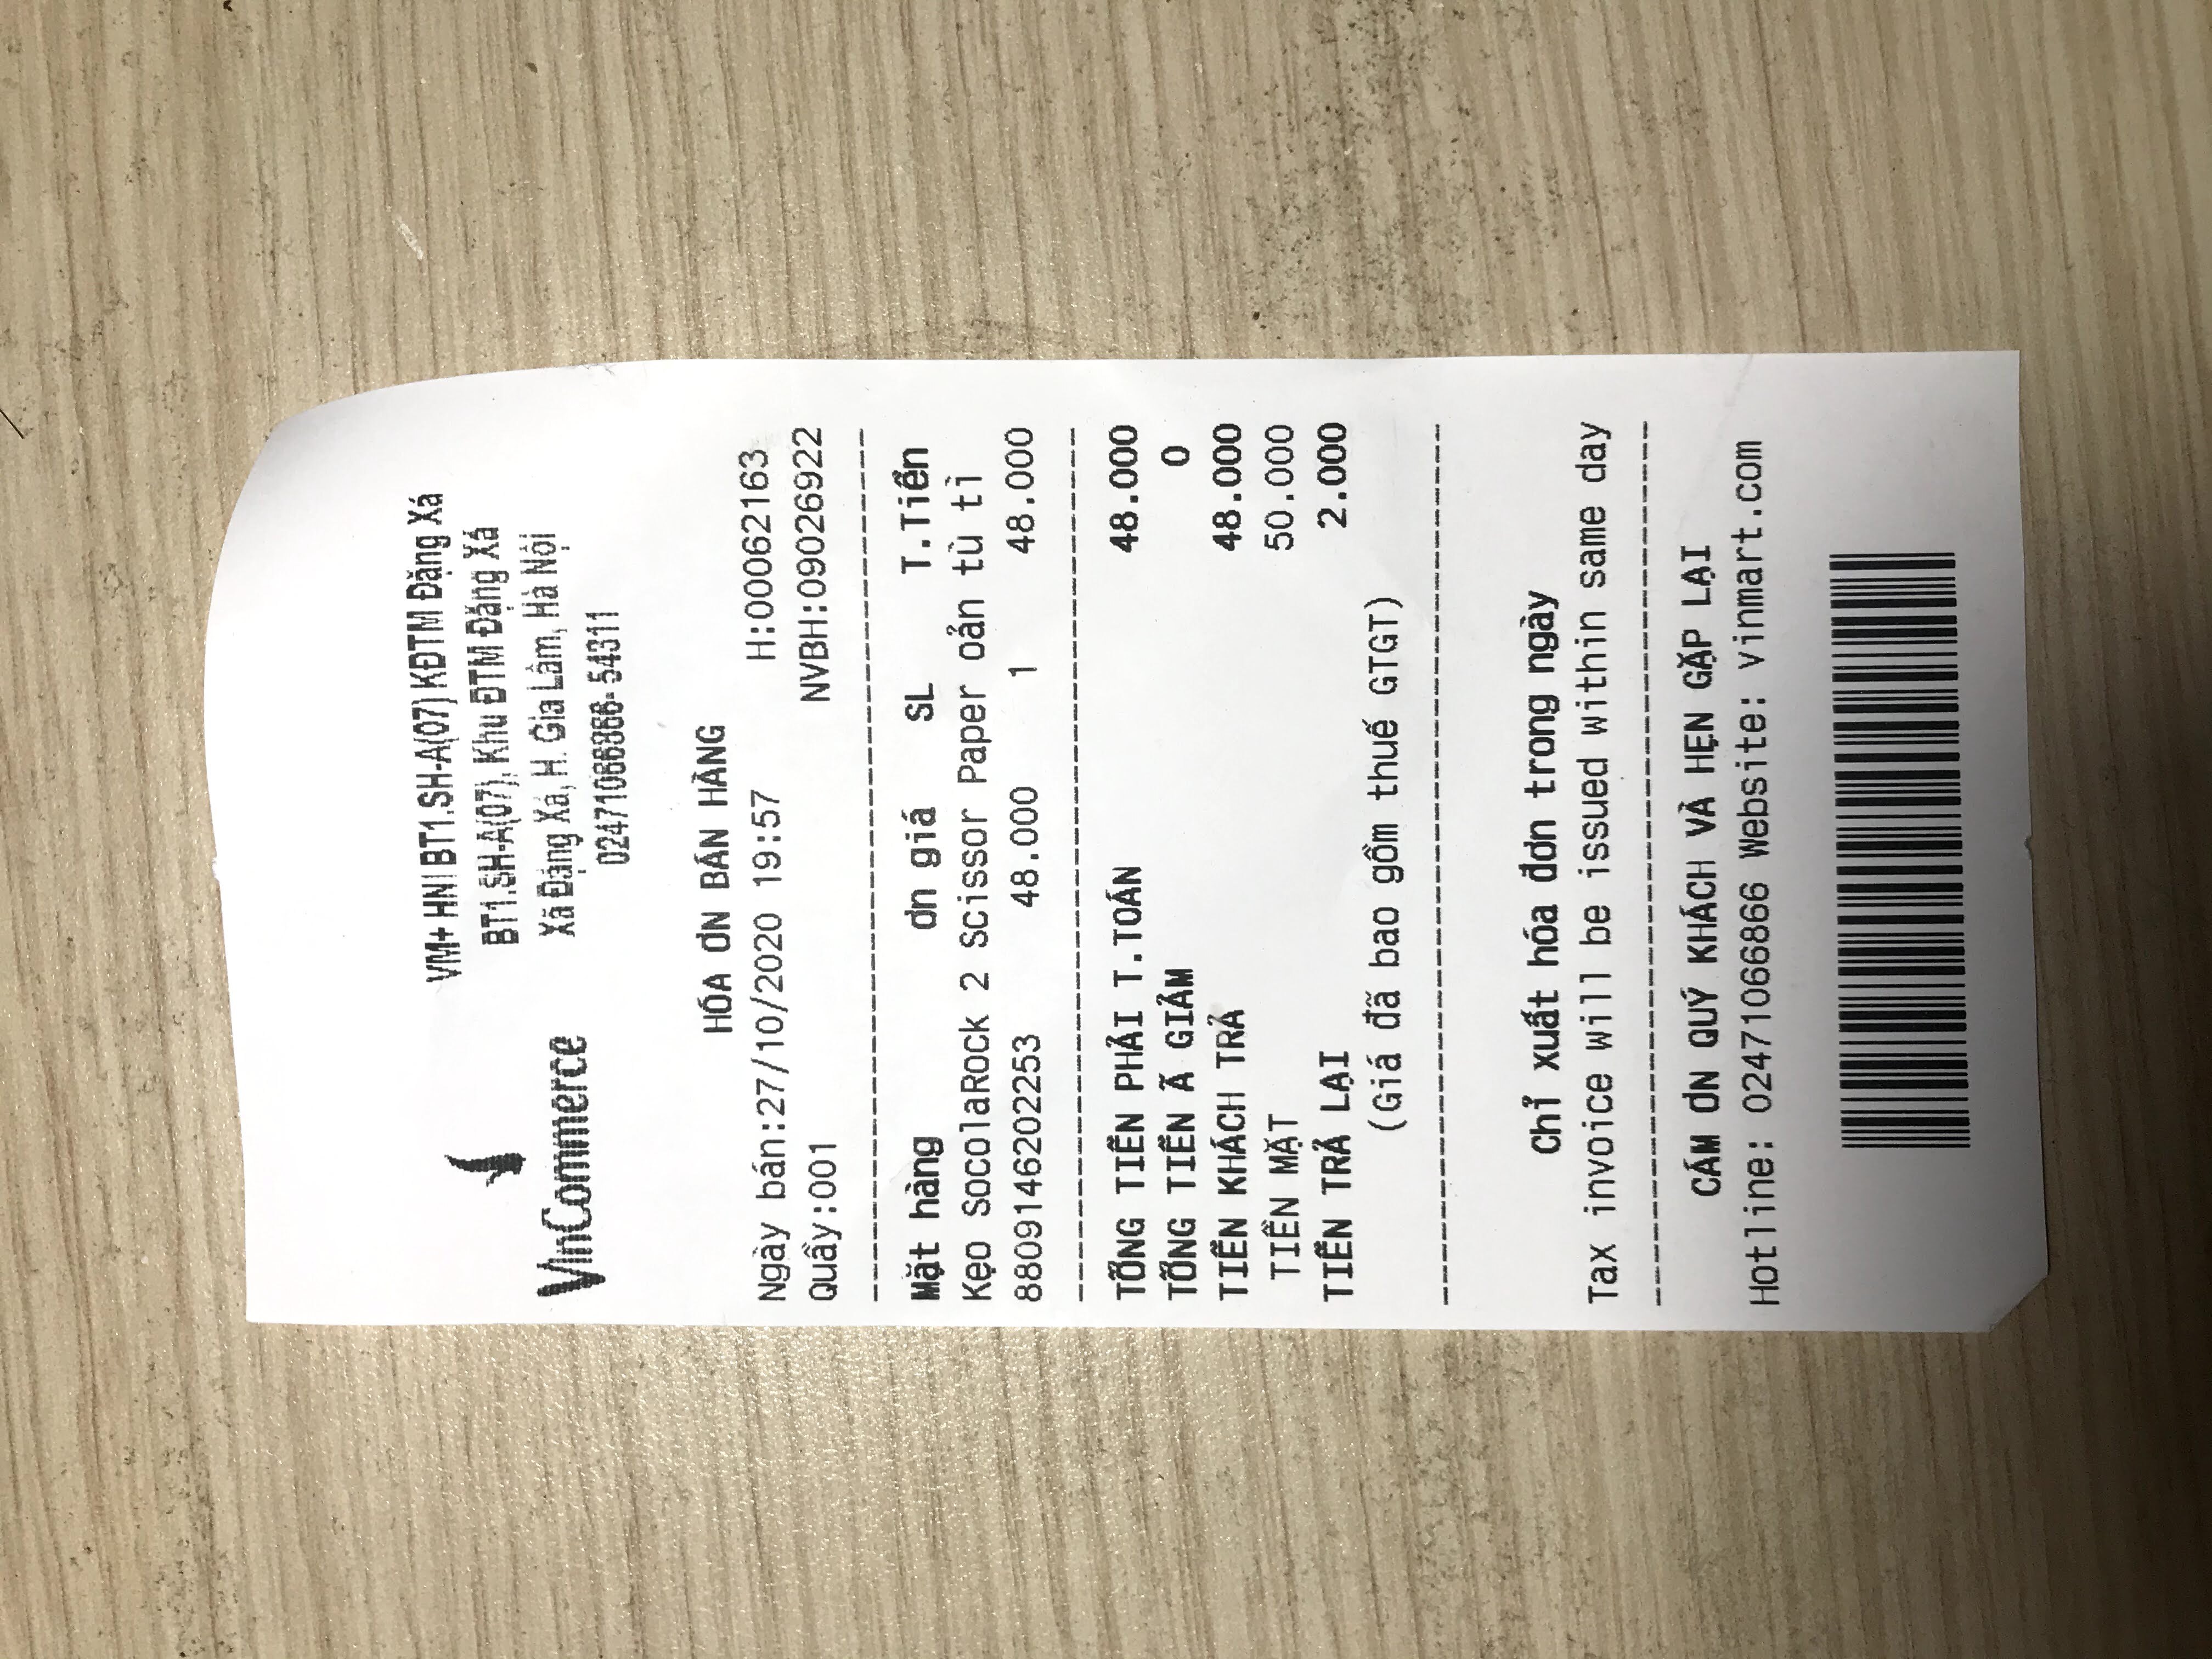 VinCommerce
VM+ HNI BT1.SH-A(07) KĐTM Đặng Xá
BT1.SH-A(07), Khu ĐTM Đặng Xá
Xã Đặng Xá, H. Gia Lâm, Hà Nội
02471066866- 54311
HÓA ƠN BÁN HÀNG
Ngày bán:27/10/2020 19:57 H:00062163
Quầy:001 NVBH:09026922
Mặt hàng ơn giá SL T.Tiền
Kẹo SocolaRock 2 Scissor Paper oản tù tì
8809146202253 48.000 1 48.000
TỔNG TIỀN PHẢI T.TOÁN 48.000
TỔNG TIỀN Ã GIẢM 0
TIỀN KHÁCH TRẢ 48.000
TIỀN MẶT 50.000
TIỀN TRẢ LẠI 2.000
(Giá đã bao gồm thuế GTGT)
Chỉ xuất hóa đơn trong ngày
Tax invoice will be issued within same day
CÁM ƠN QUÝ KHÁCH VÀ HẸN GẶP LẠI
Hotline: 02471066866 Website: vinmart.com